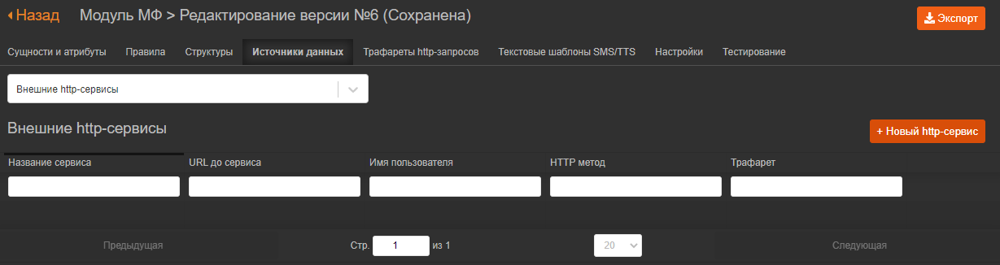 Назад Модуль МФ > Редактирование версии №6 (Сохранена)
Экспорт
Сущности и атрибуты Правила Структуры Источники данных Трафареты http-запросов Текстовые шаблоны SMS/TTS Настройки Тестирование
Внешние http-сервисы
Внешние http-сервисы
+ Новый http-сервис
Название сервиса URL до сервиса Имя пользователя HTTP метод Трафарет
Предыдущая Стр. 1 из 1 20 Следующая